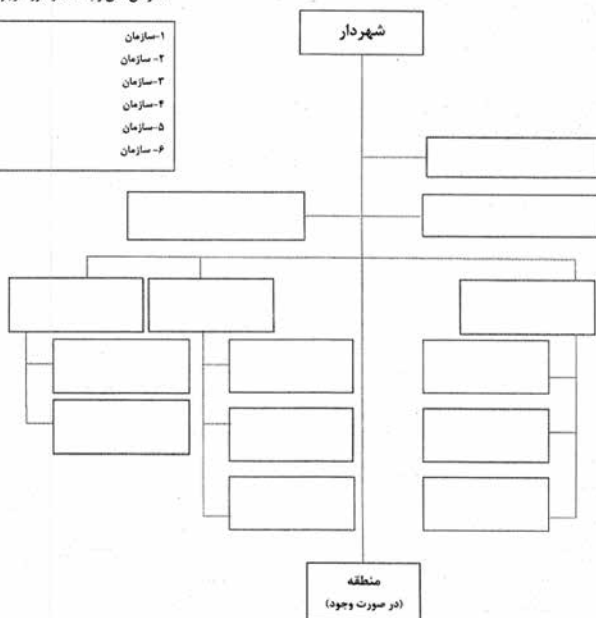 شهردار
۱-سازمان
۲- سازمان
۳-سازمان
۴-سازمان
۵-سازمان
۶- سازمان
منطقه
(در صورت وجود)